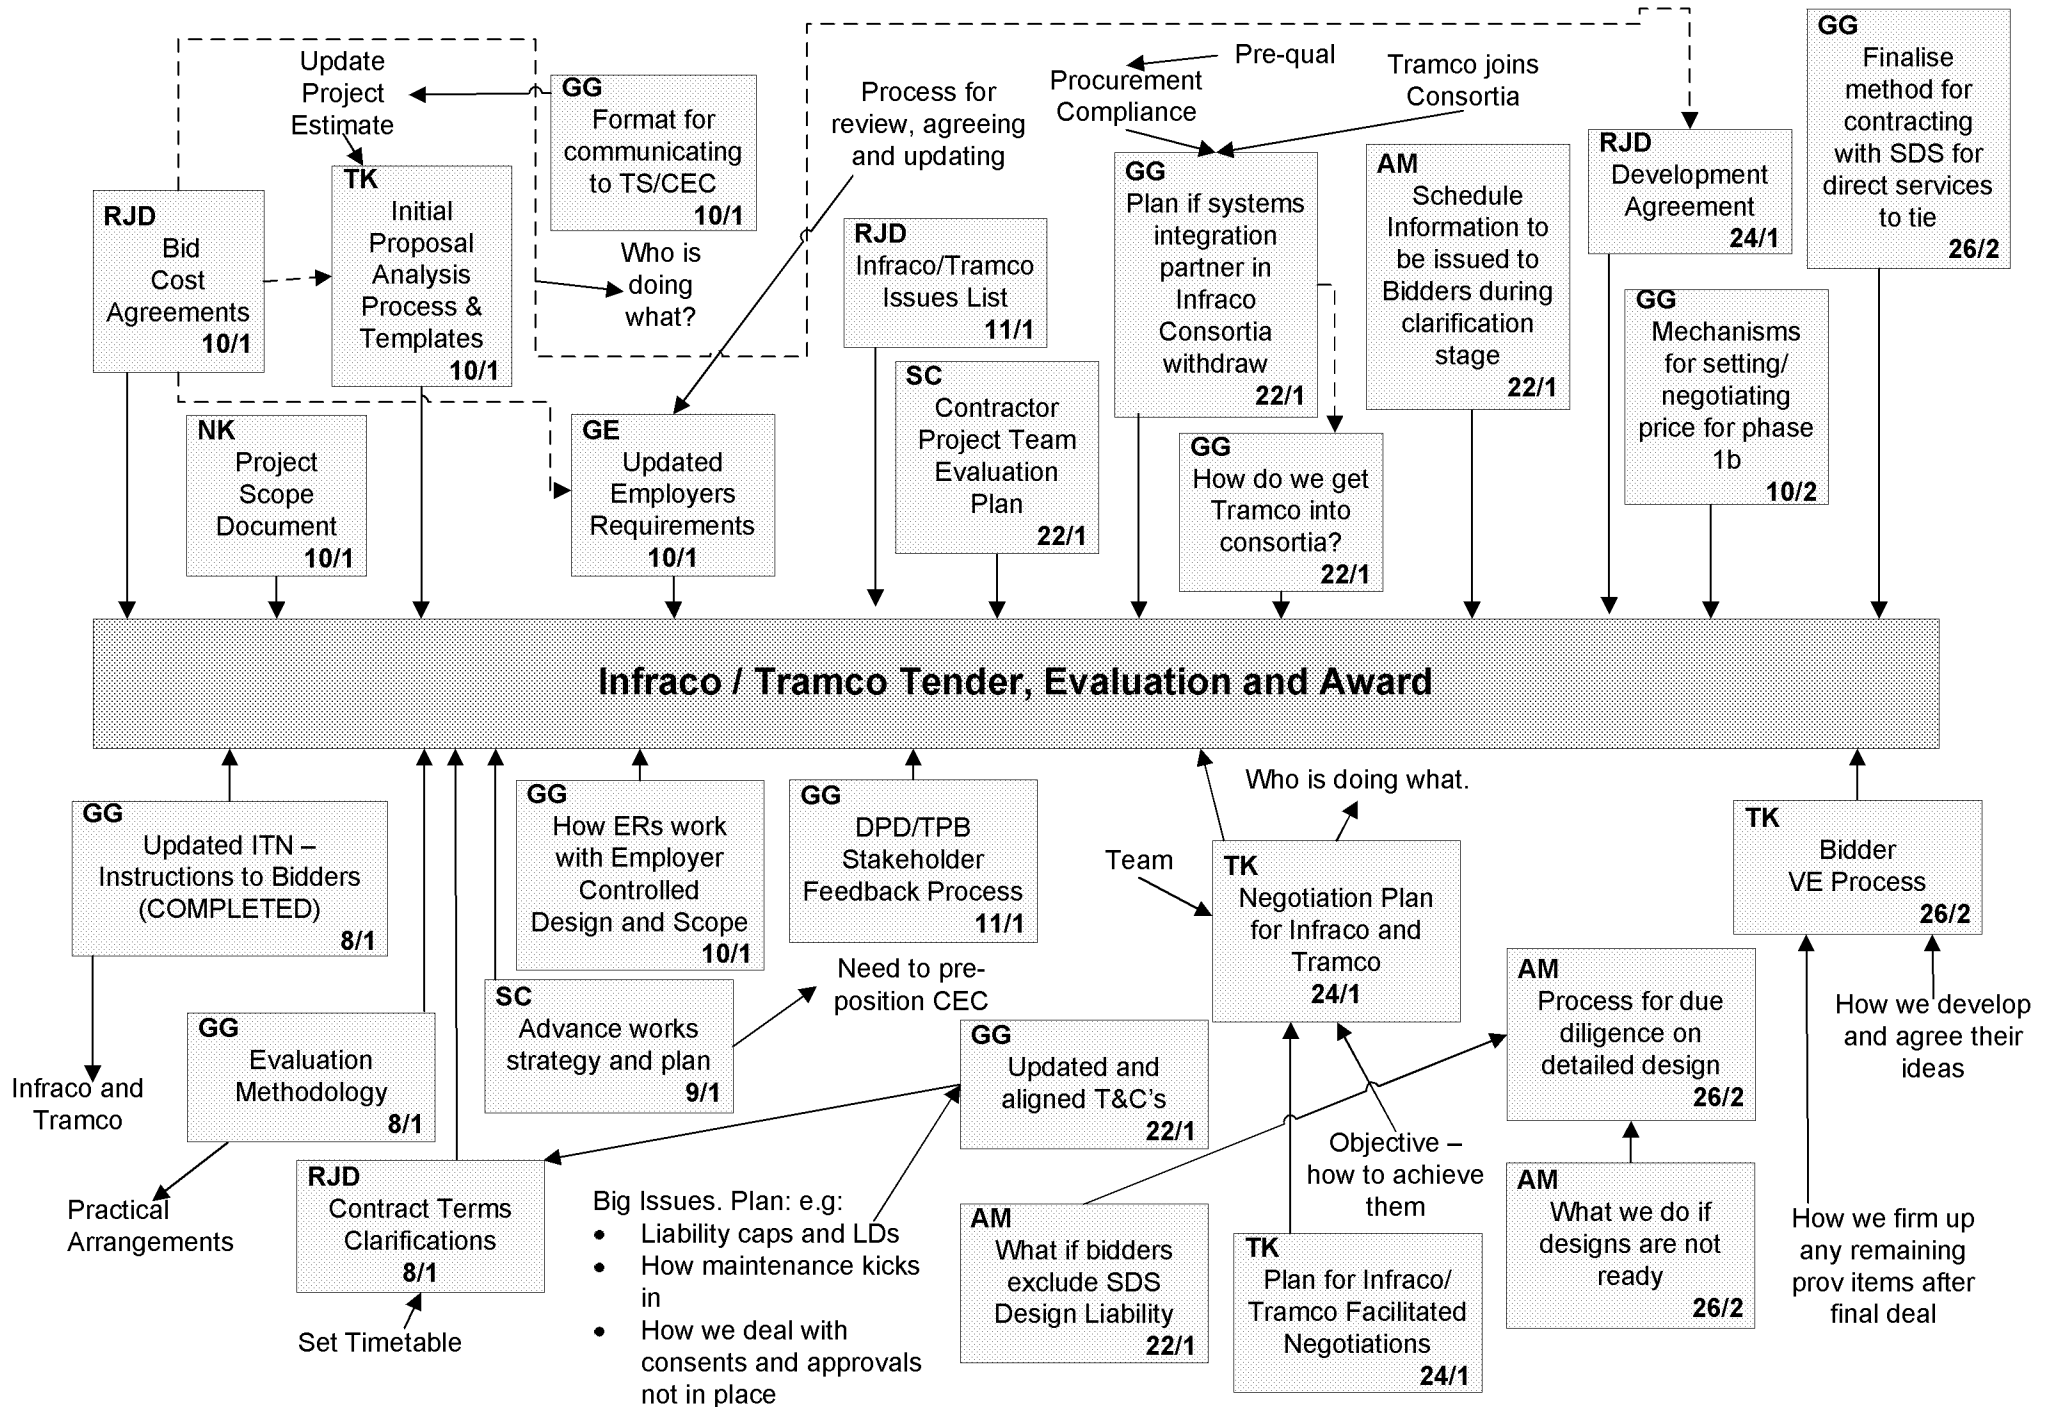 Update
Project
Estimate
GG
Format for
communicating
to TS/CEC
10/1
Process for
review, agreeing
and updating
Pre-qual
Procurement
Compliance
Tramco joins
Consortia
GG
Finalise
method for
contracting
with SDS for
direct services
to tie
26/2
RJD
Bid
Cost
Agreements
10/1
TK
Initial
Proposal
Analysis
Process &
Templates
10/1
Who is
doing
what?
RJD
Infraco/Tramco
Issues List
11/1
GG
Plan if systems
integration
partner in
Infraco
Consortia
withdraw
22/1
AM
Schedule
Information to
be issued to
Bidders during
clarification
stage
22/1
RJD
Development
Agreement
24/1
GG
Mechanisms
for setting/
negotiating
price for phase
1b
10/2
NK
Project
Scope
Document
10/1
GE
Updated
Employers
Requirements
10/1
SC
Contractor
Project Team
Evaluation
Plan
22/1
GG
How do we get
Tramco into
consortia?
22/1
Infraco / Tramco Tender, Evaluation and Award
GG
Updated ITN –
Instructions to Bidders
(COMPLETED)
8/1
Infraco and
Tramco
GG
Evaluation
Methodology
8/1
Practical
Arrangements
RJD
Contract Terms
Clarifications
8/1
Set Timetable
GG
How ERs work
with Employer
Controlled
Design and Scope
10/1
SC
Advance works
strategy and plan
9/1
GG
DPD/TPB
Stakeholder
Feedback Process
11/1
Need to pre-
position CEC
GG
Updated and
aligned T&C's
22/1
Big Issues. Plan: e.g:
• Liability caps and LDs
• How maintenance kicks
in
• How we deal with
consents and approvals
not in place
Who is doing what.
Team
TK
Negotiation Plan
for Infraco and
Tramco
24/1
Objective –
how to achieve
them
AM
What if bidders
exclude SDS
Design Liability
22/1
TK
Plan for Infraco/
Tramco Facilitated
Negotiations
24/1
AM
Process for due
diligence on
detailed design
26/2
AM
What we do if
designs are not
ready
26/2
TK
Bidder
VE Process
26/2
How we develop
and agree their
ideas
How we firm up
any remaining
prov items after
final deal